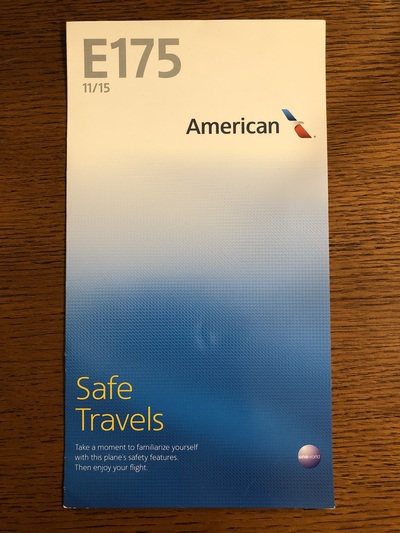 E175
11/15
American
Safe
Travels
Take a moment to familiarize yourself
with this plane's safety features.
Then enjoy your flight.
oneworld